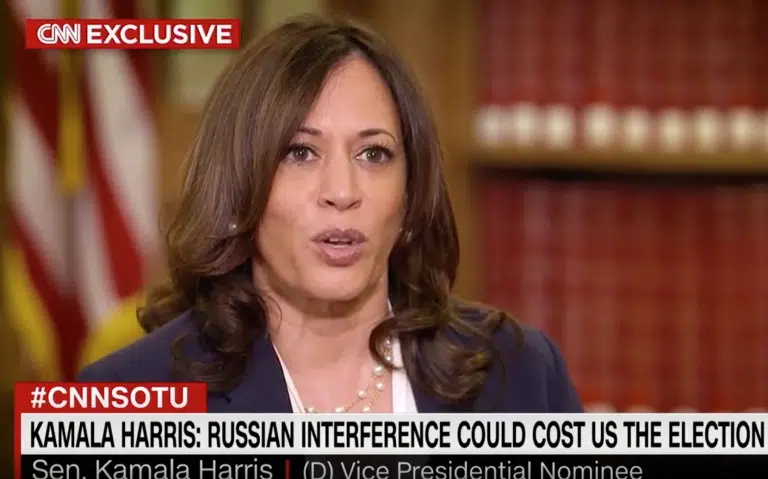 CNN EXCLUSIVE
#CNNSOTU
KAMALA HARRIS: RUSSIAN INTERFERENCE COULD COST US THE ELECTION
Sen. Kamala Harris | (D) Vice Presidential Nominee